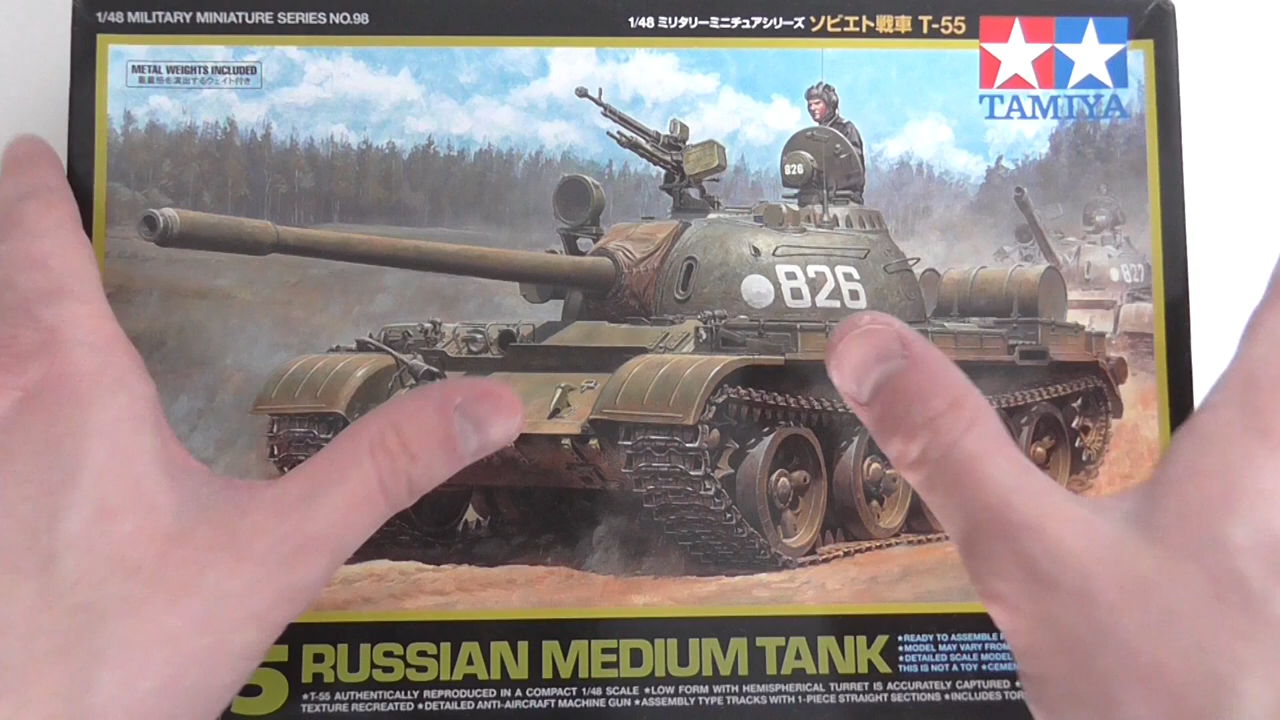 1/48 MILITARY MINIATURE SERIES NO.98
1/48 ミリタリーミニチュアシリーズ ソビエト戦車 T-55
METAL WEIGHTS INCLUDED
重量感を演出するウェイト付き
TAMIYA
826
826
827
5 RUSSIAN MEDIUM TANK
★READY TO ASSEMBLE
★MODEL MAY VARY FROM
★DETAILED SCALE MODEL
THIS IS NOT A TOY ★CEMEN
★T-55 AUTHENTICALLY REPRODUCED IN A COMPACT 1/48 SCALE ★LOW FORM WITH HEMISPHERICAL TURRET IS ACCURATELY CAPTURED ★
TEXTURE RECREATED ★DETAILED ANTI-AIRCRAFT MACHINE GUN ★ASSEMBLY TYPE TRACKS WITH 1-PIECE STRAIGHT SECTIONS ★INCLUDES TOR